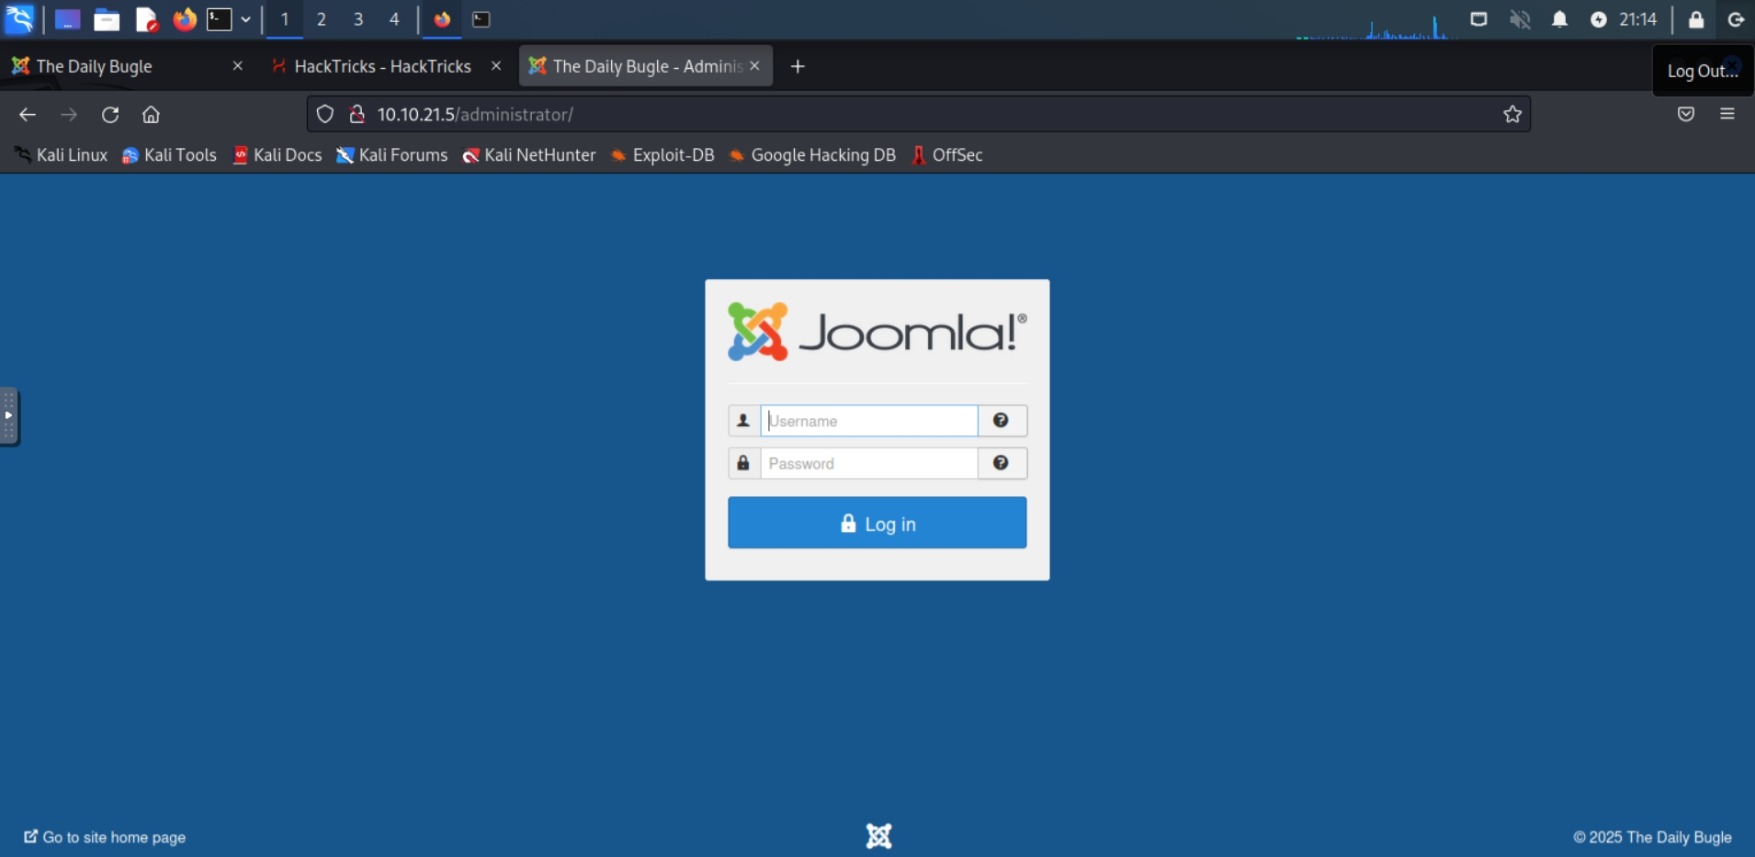 1 2 3 4 21:14
The Daily Bugle HackTricks - HackTricks The Daily Bugle - Adminis
Log Out...
10.10.21.5/administrator/
Kali Linux Kali Tools Kali Docs Kali Forums Kali NetHunter Exploit-DB Google Hacking DB OffSec
Joomla!®
Username
Password
Log in
Go to site home page © 2025 The Daily Bugle